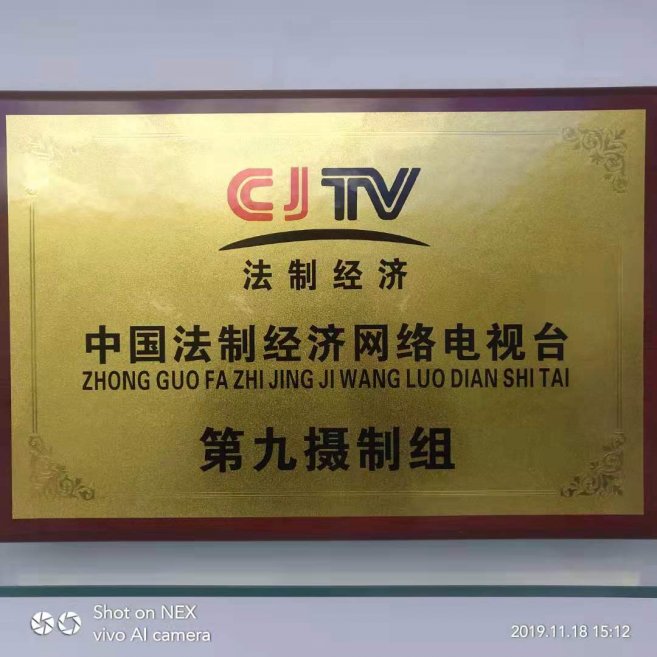 CJTV
法制经济
中国法制经济网络电视台
ZHONG GUO FA ZHI JING JI WANG LUO DIAN SHI TAI
第九摄制组
Shot on NEX
vivo AI camera
2019.11.18 15:12